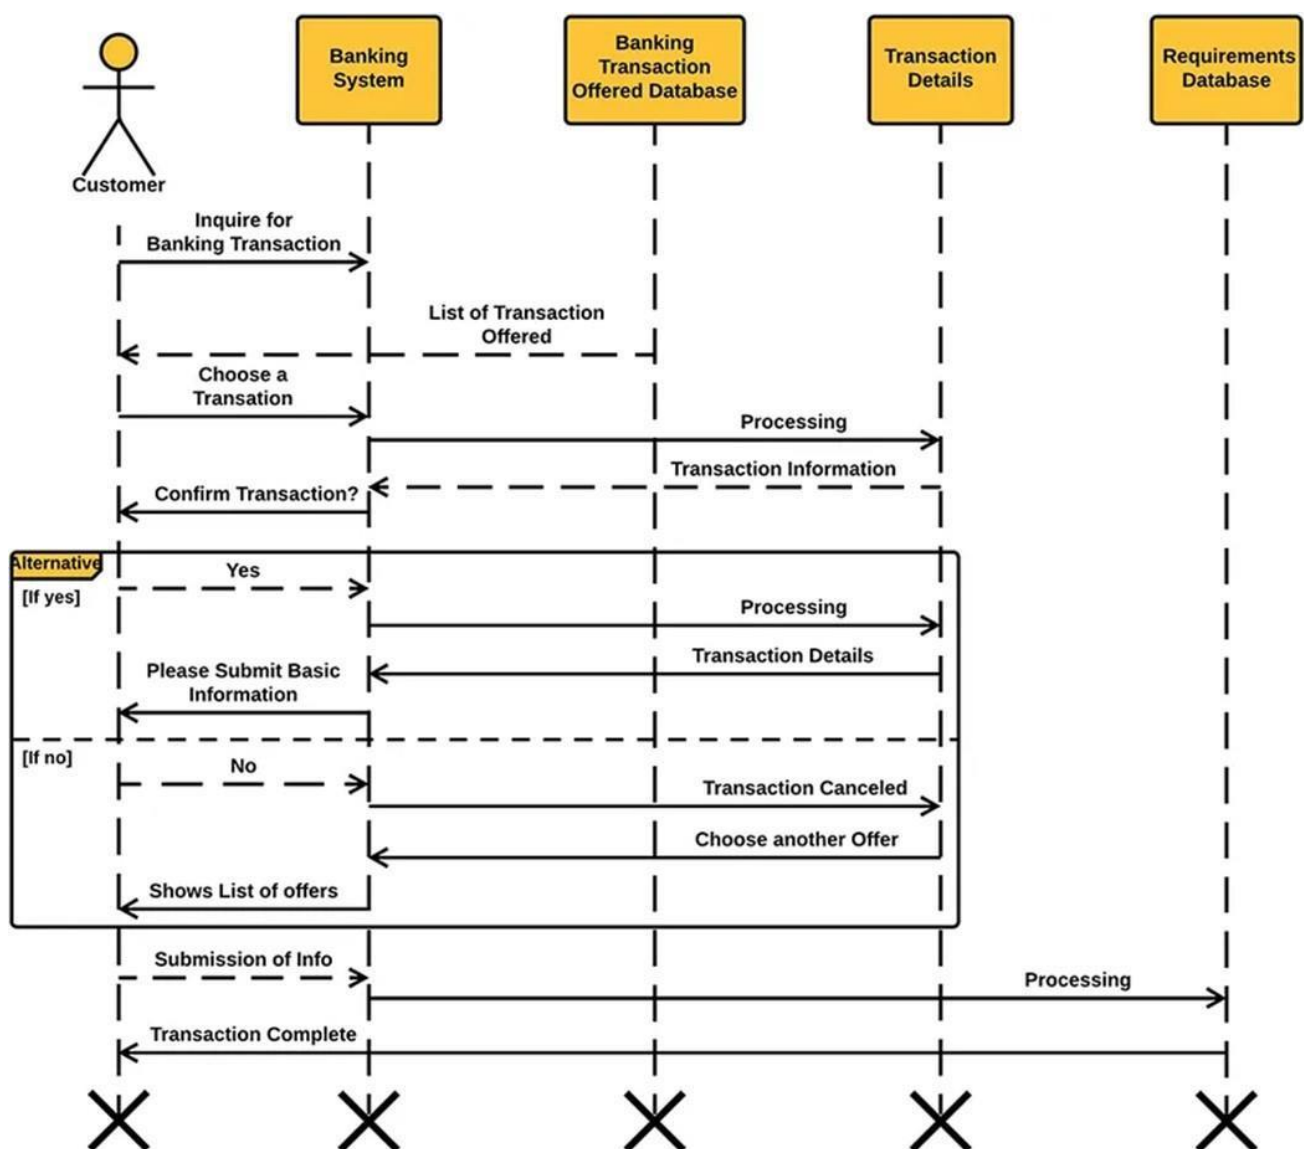 Banking
System
Banking
Transaction
Offered Database
Transaction
Details
Requirements
Database
Customer
Inquire for
Banking Transaction
List of Transaction
Offered
Choose a
Transation
Processing
Transaction Information
Confirm Transaction?
Alternative
Yes
[If yes]
Processing
Transaction Details
Please Submit Basic
Information
[If no]
No
Transaction Canceled
Choose another Offer
Shows List of offers
Submission of Info
Processing
Transaction Complete